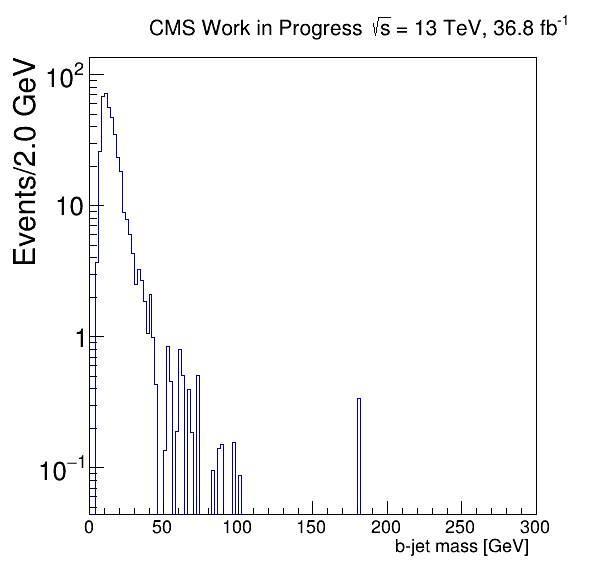 CMS Work in Progress √s = 13 TeV, 36.8 fb⁻¹
Events/2.0 GeV
10²
10
1
10⁻¹
0 50 100 150 200 250 300
b-jet mass [GeV]